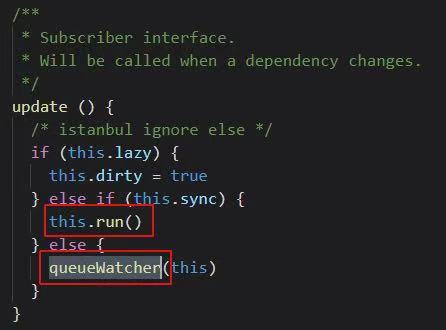 /**
* Subscriber interface.
* Will be called when a dependency changes.
*/
update () {
/* istanbul ignore else */
if (this.lazy) {
this.dirty = true
} else if (this.sync) {
this.run()
} else {
queueWatcher(this)
}
}